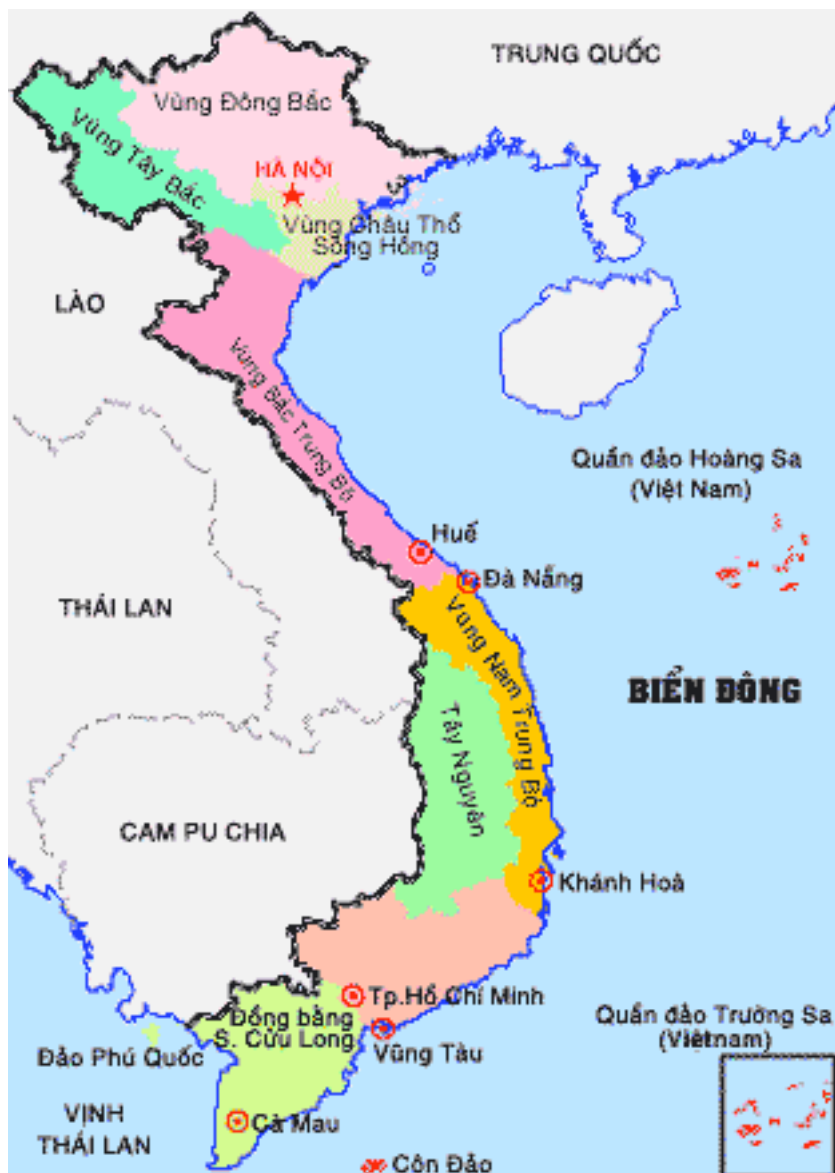 TRUNG QUỐC
Vùng Đông Bắc
Vùng Tây Bắc
HÀ NỘI
Vùng Châu Thổ
Sông Hồng
LÀO
Vùng Bắc Trung Bộ
Quần đảo Hoàng Sa
(Việt Nam)
Huế
Đà Nẵng
THÁI LAN
Vùng Nam Trung Bộ
BIỂN ĐÔNG
Tây Nguyên
CAM PU CHIA
Khánh Hoà
Tp.Hồ Chí Minh
Đồng bằng
S. Cửu Long
Quần đảo Trường Sa
(Việtnam)
Vũng Tàu
Đảo Phú Quốc
VỊNH
THÁI LAN
Cà Mau
Côn Đảo